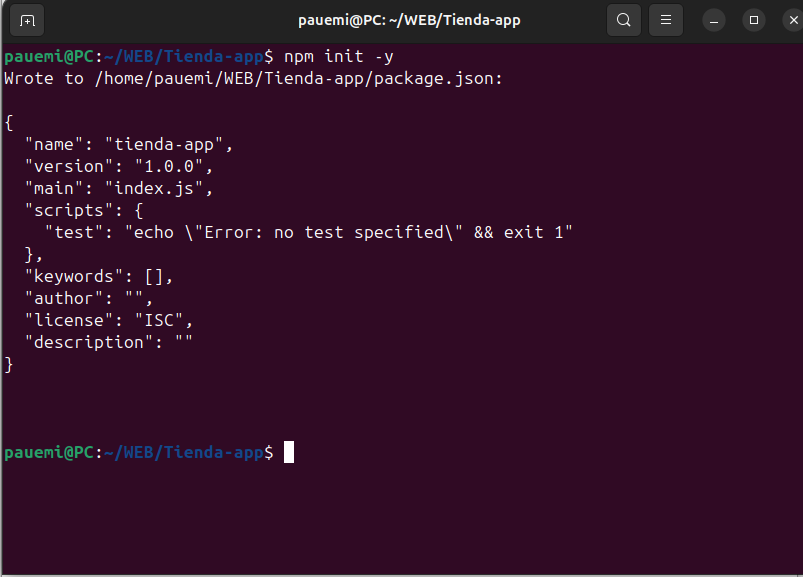 pauemi@PC: ~/WEB/Tienda-app
pauemi@PC:~/WEB/Tienda-app$ npm init -y
Wrote to /home/pauemi/WEB/Tienda-app/package.json:

{
  "name": "tienda-app",
  "version": "1.0.0",
  "main": "index.js",
  "scripts": {
    "test": "echo \"Error: no test specified\" && exit 1"
  },
  "keywords": [],
  "author": "",
  "license": "ISC",
  "description": ""
}

pauemi@PC:~/WEB/Tienda-app$